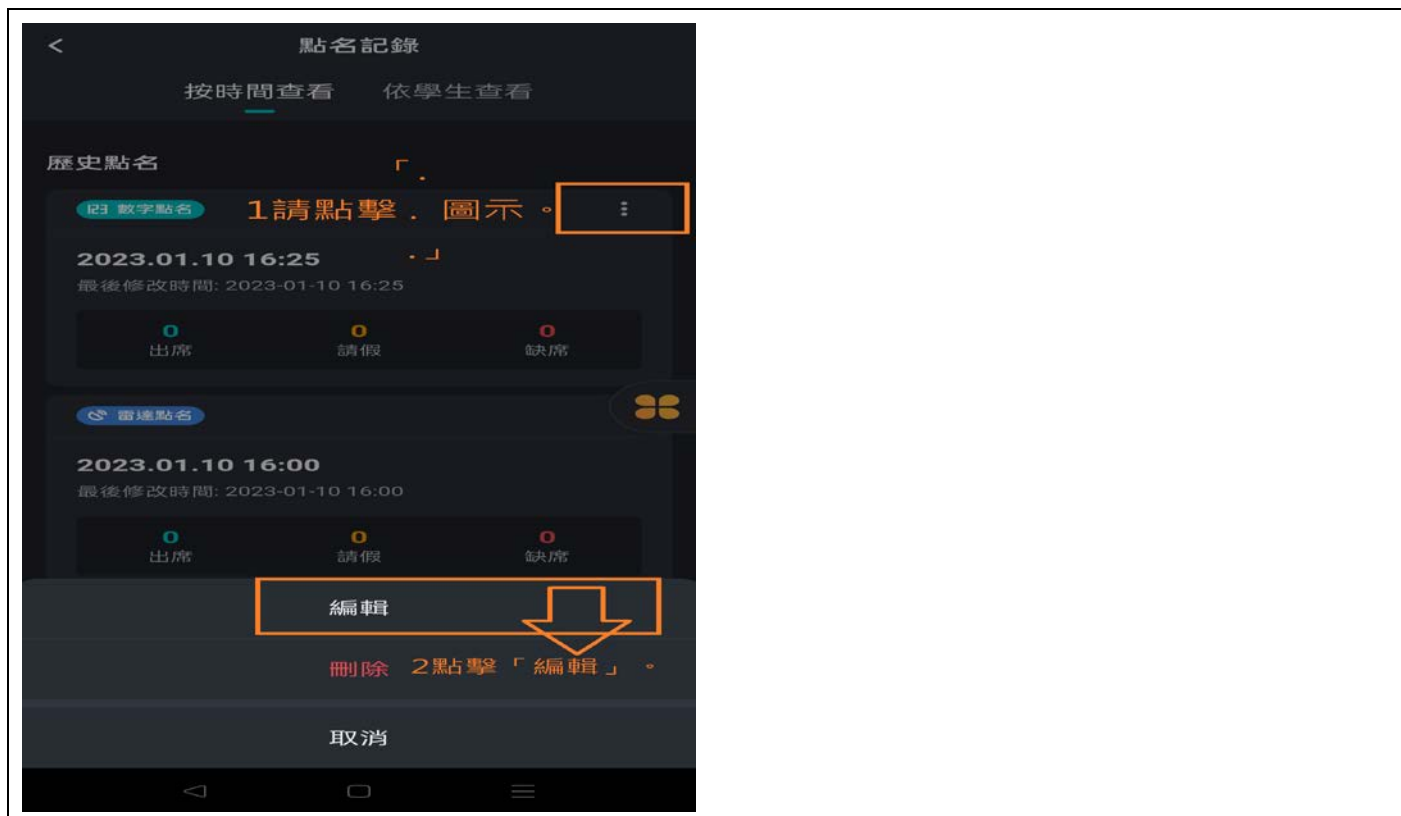 < 點名記錄
按時間查看 依學生查看
歷史點名
123 數字點名
1請點擊「⋮」圖示。
2023.01.10 16:25
最後修改時間: 2023-01-10 16:25
0 0 0
出席 請假 缺席
雷達點名
2023.01.10 16:00
最後修改時間: 2023-01-10 16:00
0 0 0
出席 請假 缺席
編輯
刪除 2點擊「編輯」。
取消